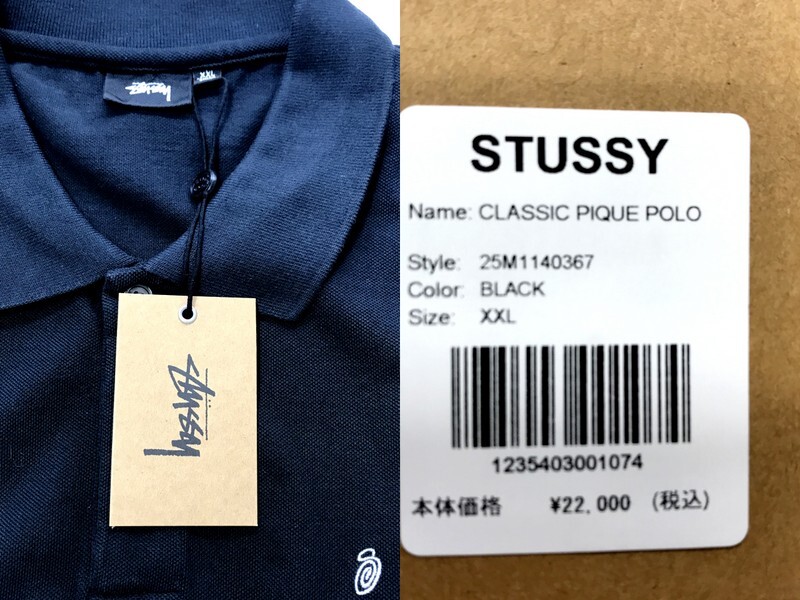 Stüssy
XXL
Stüssy
STUSSY
Name: CLASSIC PIQUE POLO
Style: 25M1140367
Color: BLACK
Size: XXL
1235403001074
本体価格 ¥22,000 (税込)